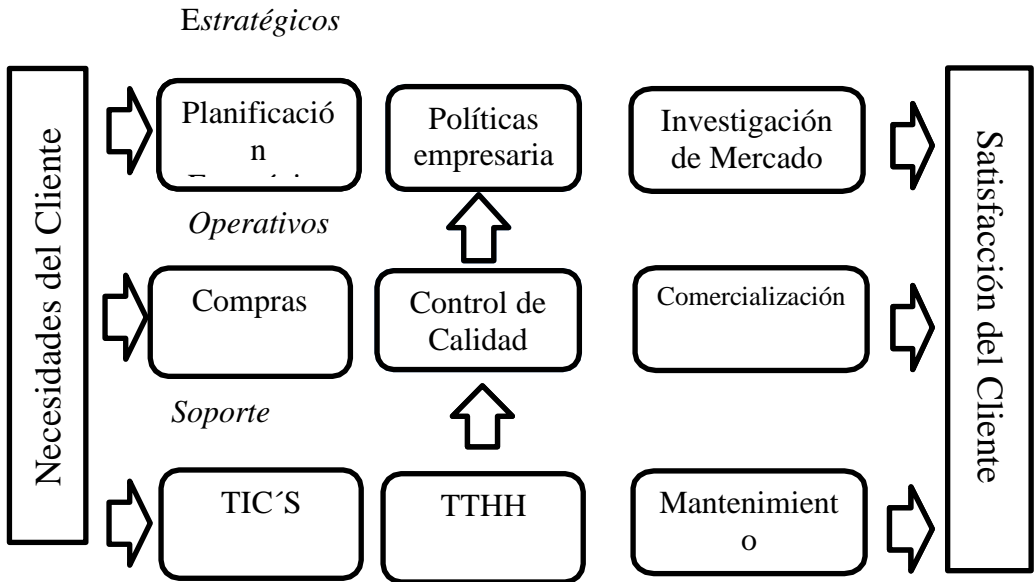 Estratégicos
Necesidades del Cliente
Planificació
n
Políticas
empresaria
Investigación
de Mercado
Satisfacción del Cliente
Operativos
Compras
Control de
Calidad
Comercialización
Soporte
TIC´S
TTHH
Mantenimient
o